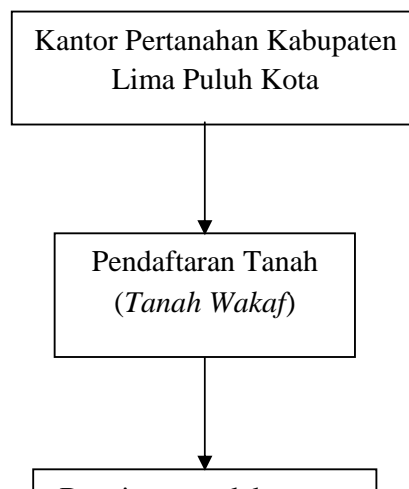 Kantor Pertanahan Kabupaten
Lima Puluh Kota
Pendaftaran Tanah
(Tanah Wakaf)